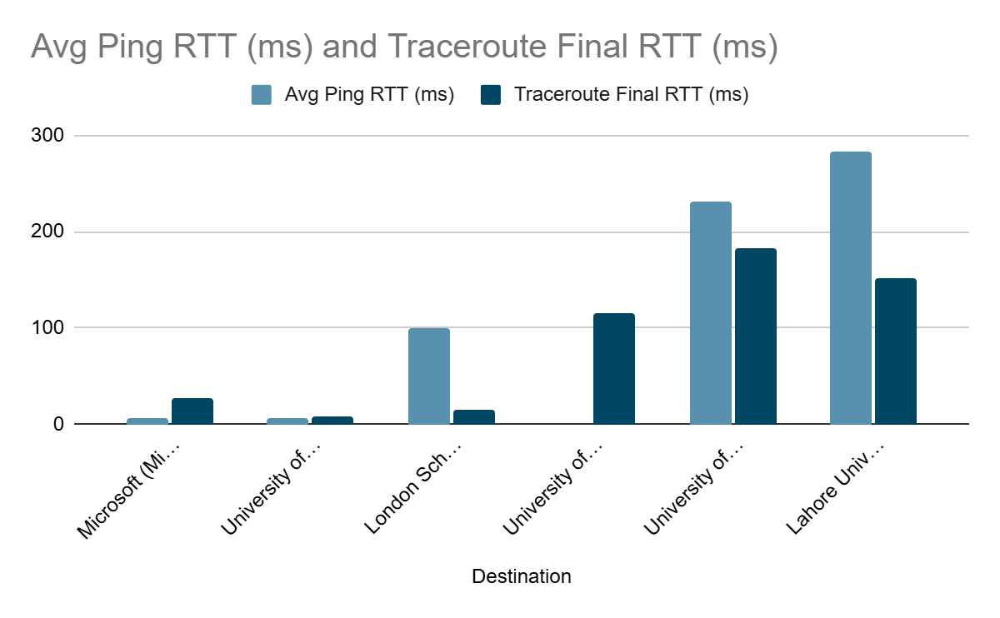 Avg Ping RTT (ms) and Traceroute Final RTT (ms)
Avg Ping RTT (ms)
Traceroute Final RTT (ms)
300
200
100
0
Microsoft (Mi…
University of…
London Sch…
University of…
University of…
Lahore Univ…
Destination